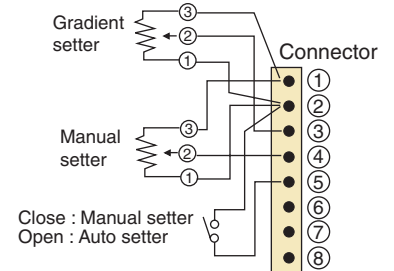 ③
Gradient
setter
②
①
Connector
①
②
③
④
⑤
⑥
⑦
⑧
Manual
setter
③
②
①
Close : Manual setter
Open : Auto setter